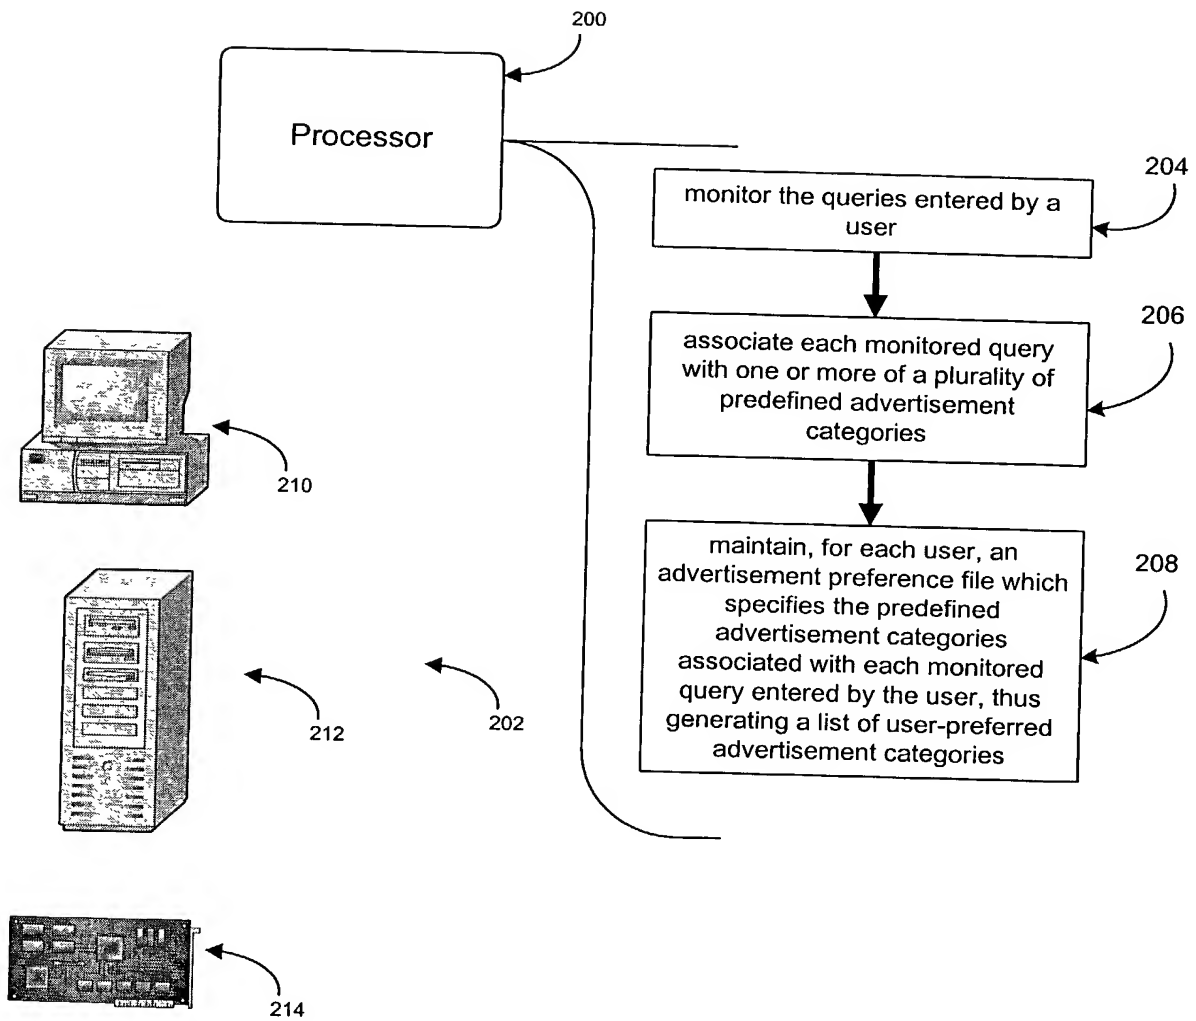 200
Processor
204
monitor the queries entered by a
user
206
associate each monitored query
with one or more of a plurality of
predefined advertisement
categories
210
208
maintain, for each user, an
advertisement preference file which
specifies the predefined
advertisement categories
associated with each monitored
query entered by the user, thus
generating a list of user-preferred
advertisement categories
212
202
214